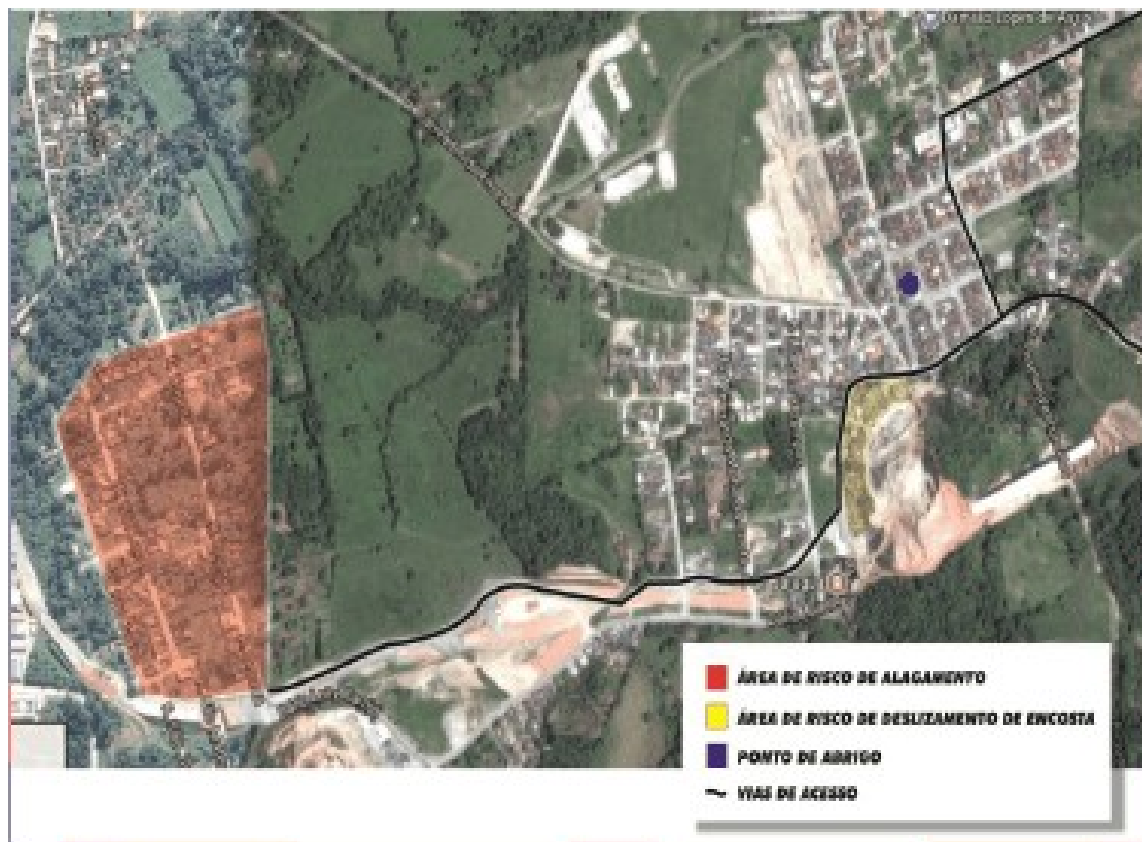 ÁREA DE RISCO DE ALAGAMENTO
ÁREA DE RISCO DE DESLIZAMENTO DE ENCOSTA
PONTO DE ABRIGO
VIAS DE ACESSO